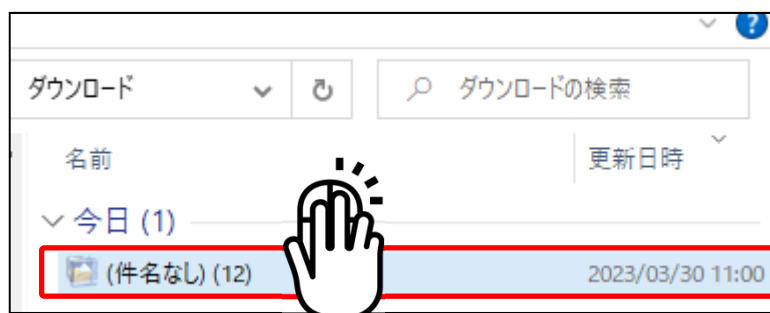 ?
ダウンロード ダウンロードの検索
名前 更新日時
今日 (1)
(件名なし) (12) 2023/03/30 11:00